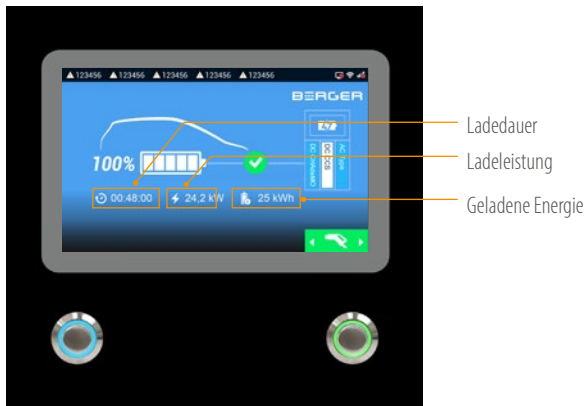 123456 123456 123456 123456 123456
BERGER
100%
DC CHAdeMO
DC CCS
AC Type
00:48:00 24,2 kW 25 kWh
Ladedauer
Ladeleistung
Geladene Energie